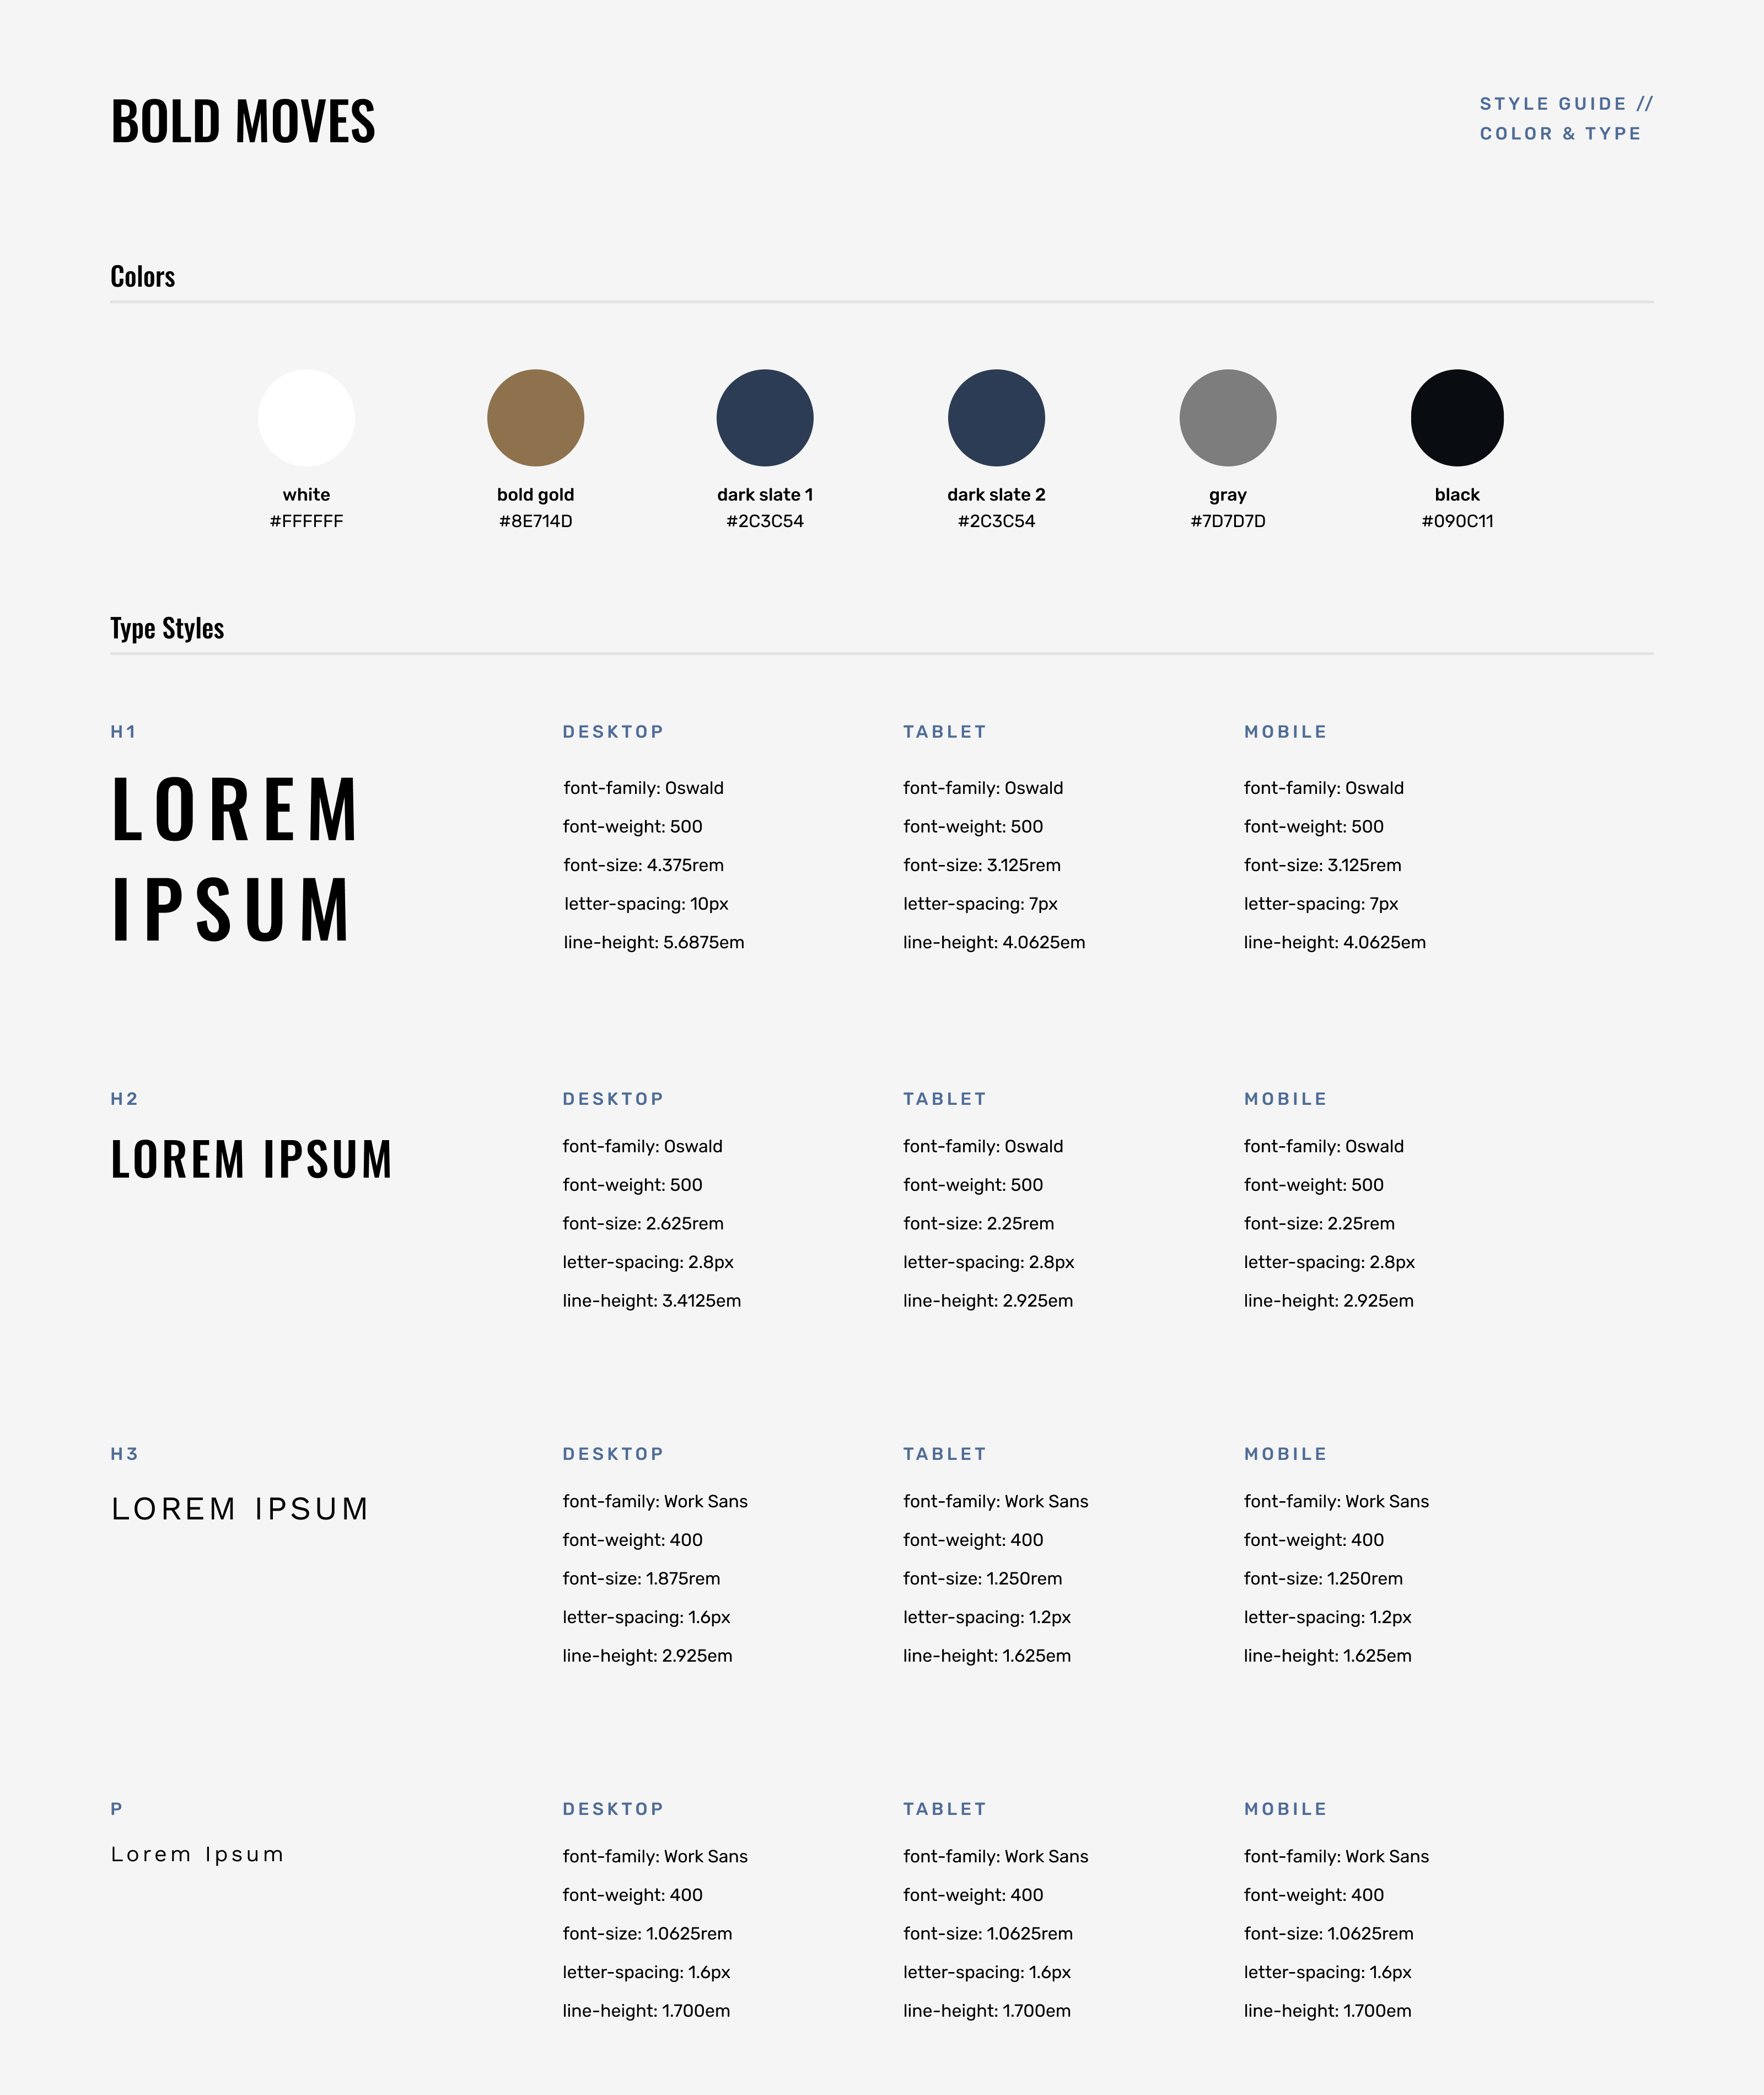 BOLD MOVES
STYLE GUIDE //
COLOR & TYPE
Colors
white
#FFFFFF
bold gold
#8E714D
dark slate 1
#2C3C54
dark slate 2
#2C3C54
gray
#7D7D7D
black
#090C11
Type Styles
H1
LOREM
IPSUM
DESKTOP
font-family: Oswald
font-weight: 500
font-size: 4.375rem
letter-spacing: 10px
line-height: 5.6875em
TABLET
font-family: Oswald
font-weight: 500
font-size: 3.125rem
letter-spacing: 7px
line-height: 4.0625em
MOBILE
font-family: Oswald
font-weight: 500
font-size: 3.125rem
letter-spacing: 7px
line-height: 4.0625em
H2
LOREM IPSUM
DESKTOP
font-family: Oswald
font-weight: 500
font-size: 2.625rem
letter-spacing: 2.8px
line-height: 3.4125em
TABLET
font-family: Oswald
font-weight: 500
font-size: 2.25rem
letter-spacing: 2.8px
line-height: 2.925em
MOBILE
font-family: Oswald
font-weight: 500
font-size: 2.25rem
letter-spacing: 2.8px
line-height: 2.925em
H3
LOREM IPSUM
DESKTOP
font-family: Work Sans
font-weight: 400
font-size: 1.875rem
letter-spacing: 1.6px
line-height: 2.925em
TABLET
font-family: Work Sans
font-weight: 400
font-size: 1.250rem
letter-spacing: 1.2px
line-height: 1.625em
MOBILE
font-family: Work Sans
font-weight: 400
font-size: 1.250rem
letter-spacing: 1.2px
line-height: 1.625em
P
Lorem Ipsum
DESKTOP
font-family: Work Sans
font-weight: 400
font-size: 1.0625rem
letter-spacing: 1.6px
line-height: 1.700em
TABLET
font-family: Work Sans
font-weight: 400
font-size: 1.0625rem
letter-spacing: 1.6px
line-height: 1.700em
MOBILE
font-family: Work Sans
font-weight: 400
font-size: 1.0625rem
letter-spacing: 1.6px
line-height: 1.700em